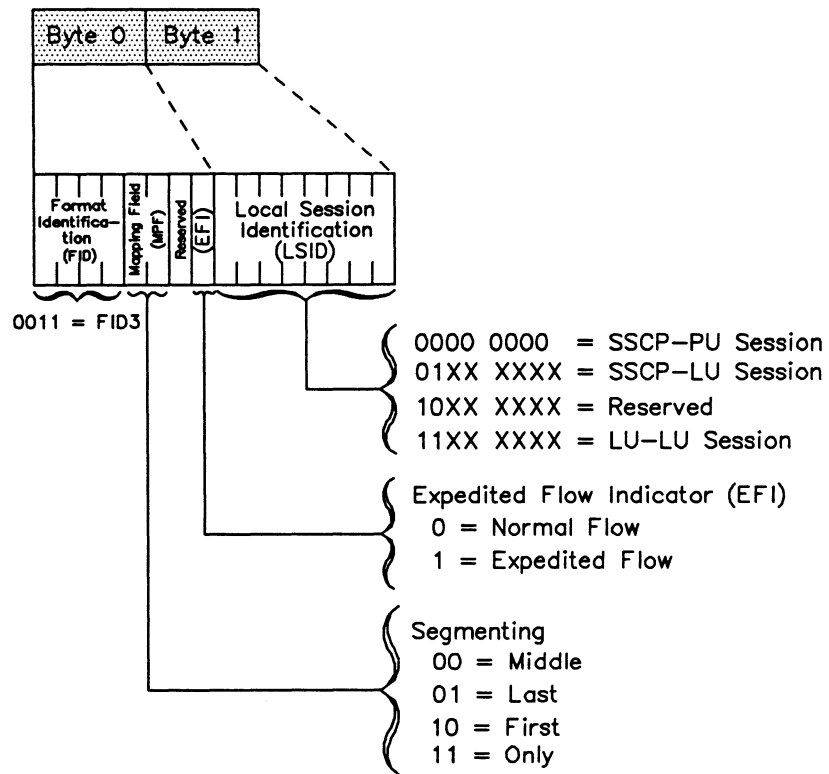 Byte 0 Byte 1
Format
Identifica-
tion
(FID)
Mapping Field
(MPF)
Reserved
(EFI)
Local Session
Identification
(LSID)
0011 = FID3
0000 0000 = SSCP-PU Session
01XX XXXX = SSCP-LU Session
10XX XXXX = Reserved
11XX XXXX = LU-LU Session
Expedited Flow Indicator (EFI)
0 = Normal Flow
1 = Expedited Flow
Segmenting
00 = Middle
01 = Last
10 = First
11 = Only